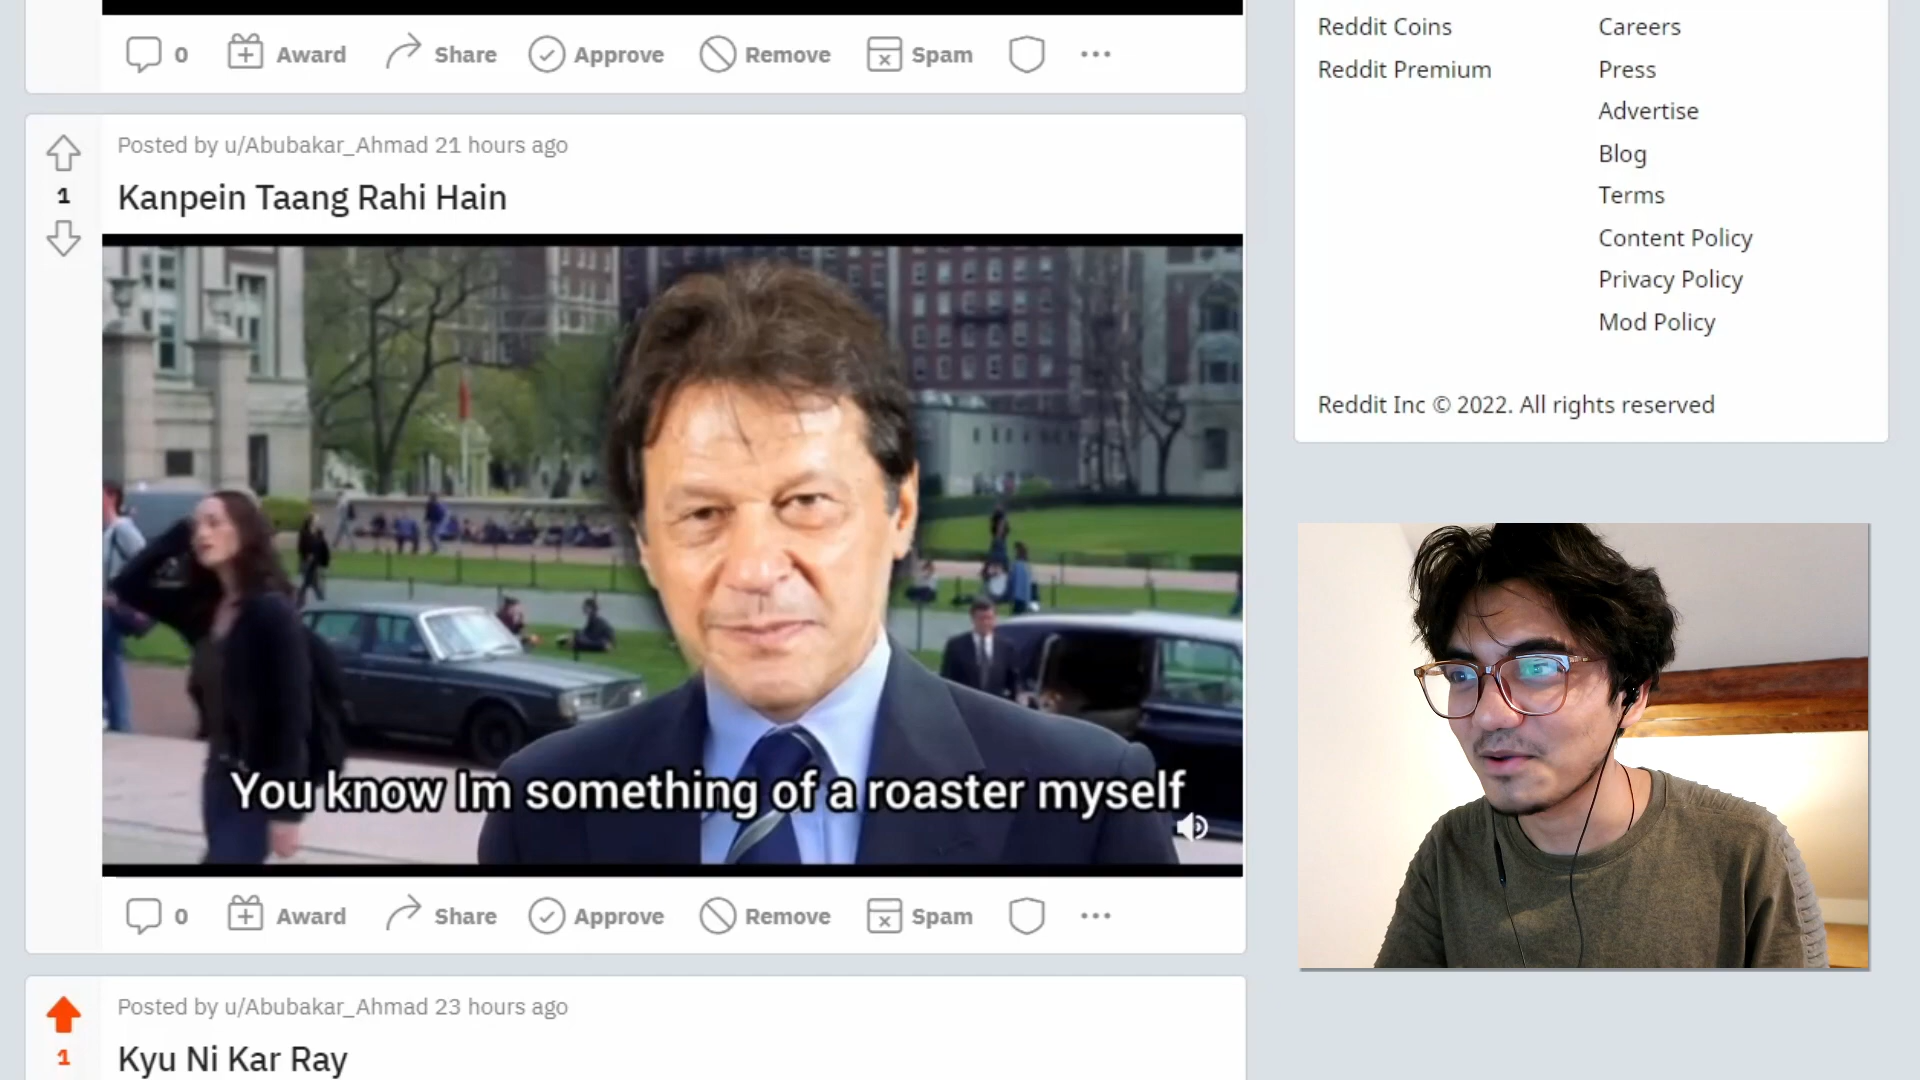 0 Award Share Approve Remove Spam
Posted by u/Abubakar_Ahmad 21 hours ago
1
Kanpein Taang Rahi Hain
You know Im something of a roaster myself
0 Award Share Approve Remove Spam
Posted by u/Abubakar_Ahmad 23 hours ago
1
Kyu Ni Kar Ray
Reddit Coins
Reddit Premium
Careers
Press
Advertise
Blog
Terms
Content Policy
Privacy Policy
Mod Policy
Reddit Inc © 2022. All rights reserved